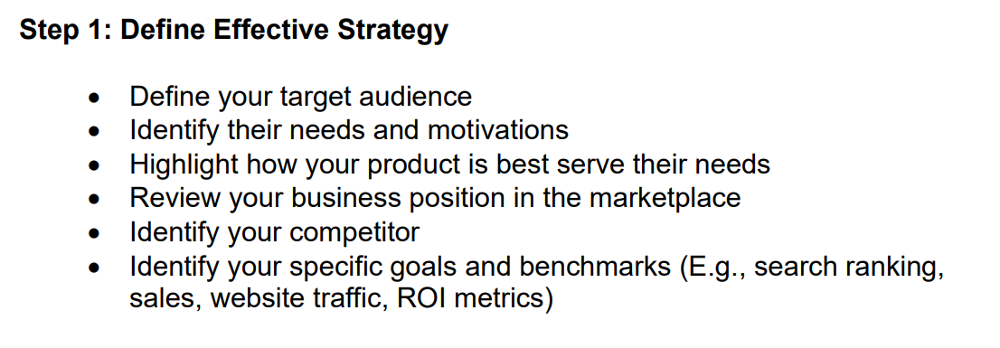 Step 1: Define Effective Strategy
• Define your target audience
• Identify their needs and motivations
• Highlight how your product is best serve their needs
• Review your business position in the marketplace
• Identify your competitor
• Identify your specific goals and benchmarks (E.g., search ranking,
sales, website traffic, ROI metrics)